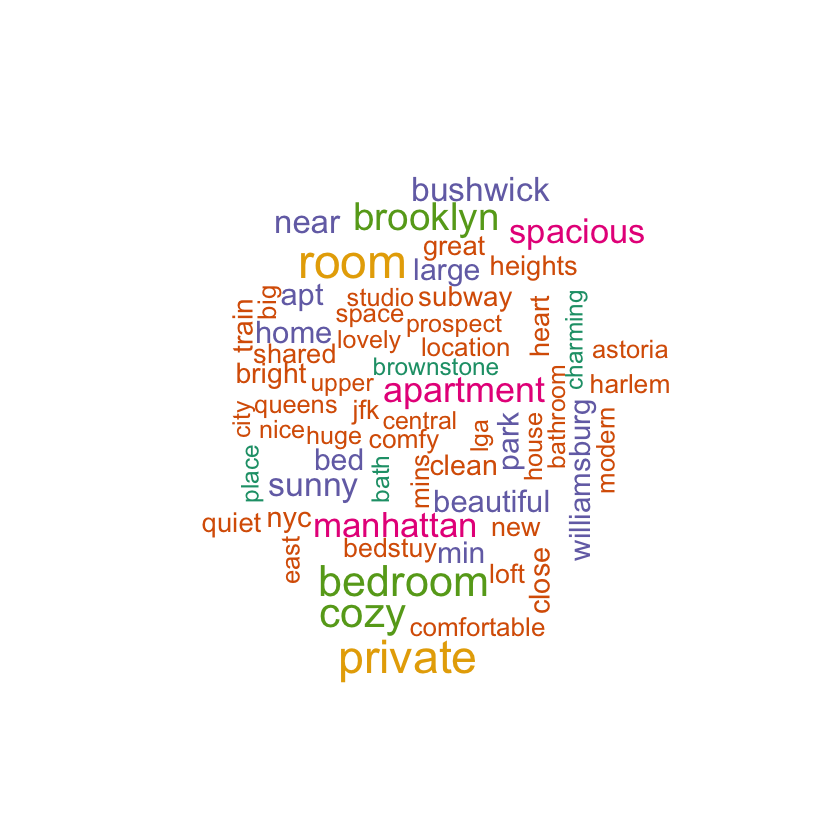 bushwick
brooklyn
near
spacious
great
room
large
heights
big
apt
studio
subway
space
train
home
prospect
heart
charming
lovely
location
astoria
shared
brownstone
bright
upper
apartment
harlem
bathroom
city
queens
jfk
central
nice
huge
comfy
lga
park
house
williamsburg
modern
place
bed
bath
mins
clean
sunny
beautiful
quiet
nyc
manhattan
new
east
bedstuy
min
close
bedroom
loft
cozy
comfortable
private